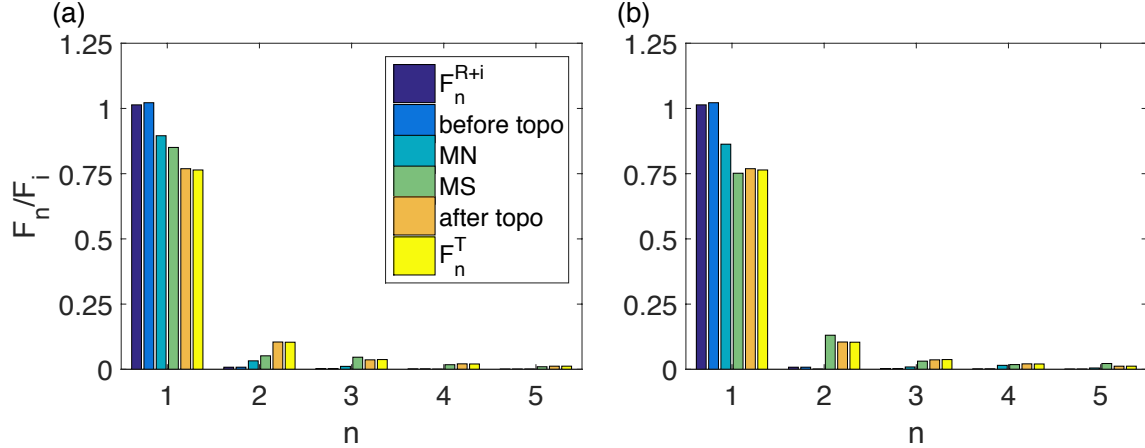 (a)
F_n/F_i
1.25
1
0.75
0.5
0.25
0
1 2 3 4 5
n
F_n^{R+i}
before topo
MN
MS
after topo
F_n^T
(b)
1.25
1
0.75
0.5
0.25
0
1 2 3 4 5
n